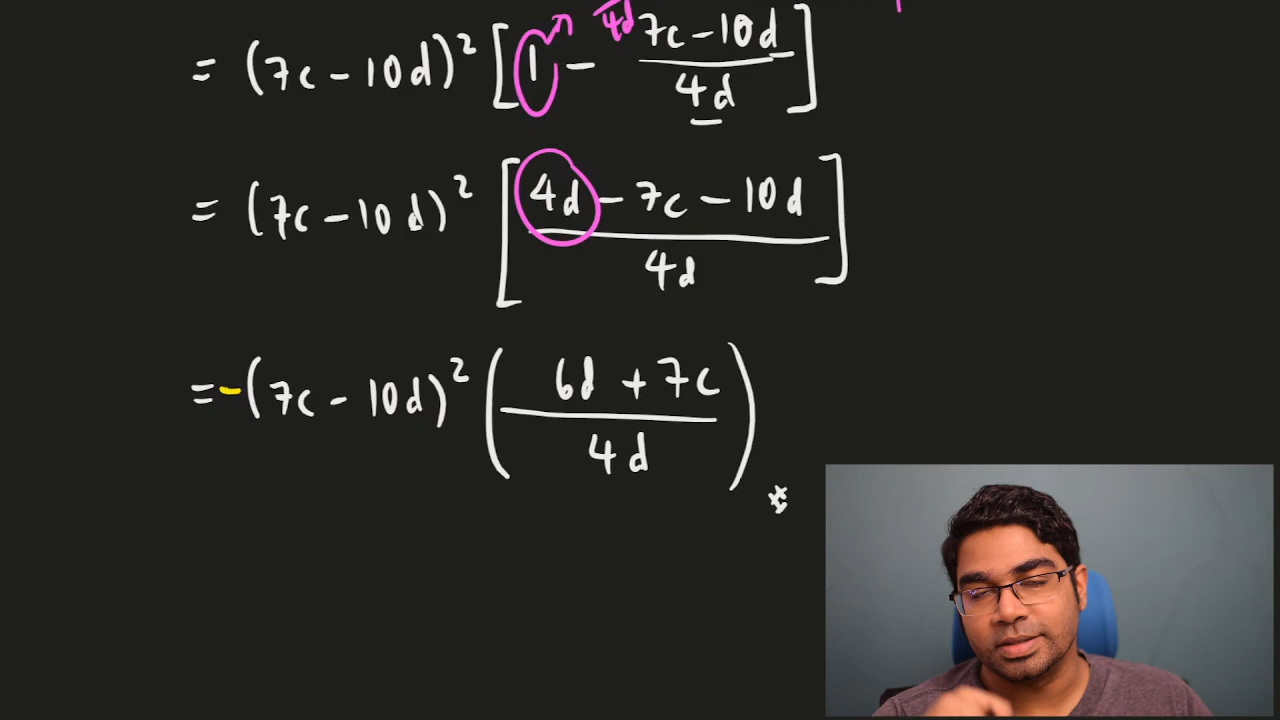 = (7c - 10d)² [ 1 - (7c - 10d)/4d ] 4d
= (7c - 10d)² [ (4d - 7c - 10d)/4d ]
= - (7c - 10d)² ( (6d + 7c)/4d )